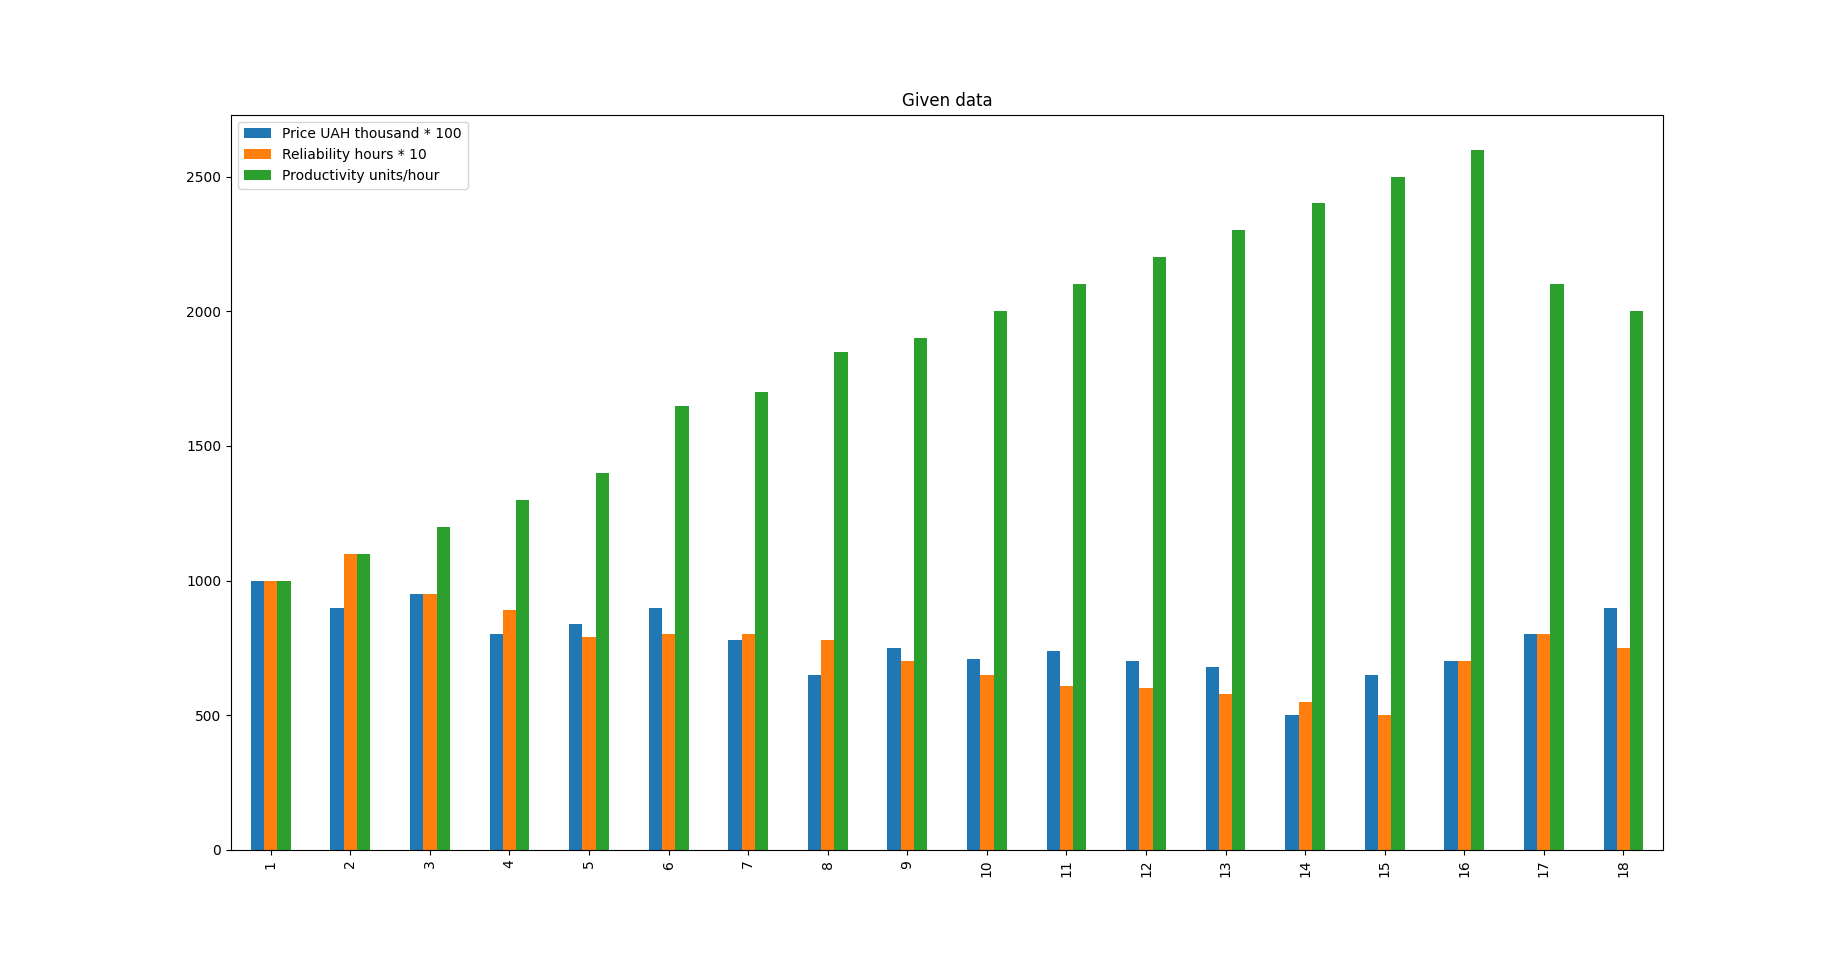 Given data
Price UAH thousand * 100
Reliability hours * 10
Productivity units/hour
2500
2000
1500
1000
500
0
1 2 3 4 5 6 7 8 9 10 11 12 13 14 15 16 17 18